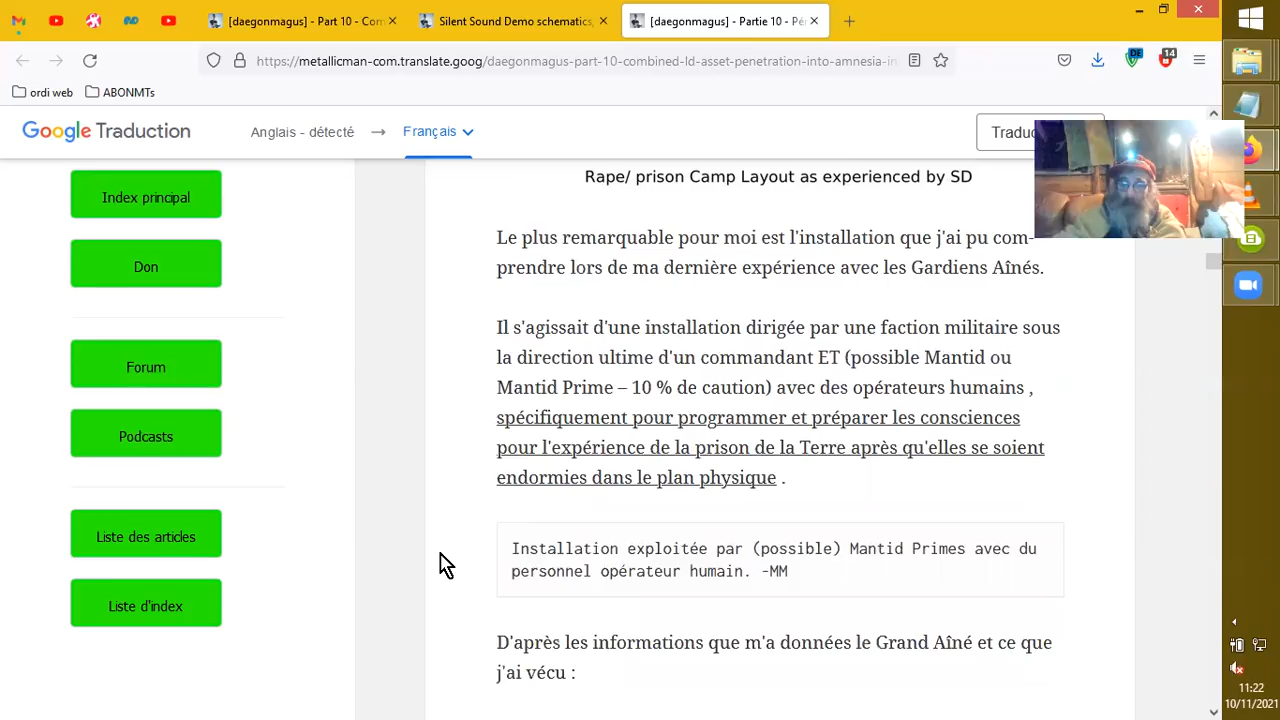 [daegonmagus] - Part 10 - Com
Silent Sound Demo schematics,
[daegonmagus] - Partie 10 - Pé
https://metallicman-com.translate.goog/daegonmagus-part-10-combined-ld-asset-penetration-into-amnesia-in
DE
14
ordi web
ABONMTs
Google Traduction
Anglais - détecté
Français
Traduc
Index principal
Don
Forum
Podcasts
Liste des articles
Liste d'index
Rape/ prison Camp Layout as experienced by SD
Le plus remarquable pour moi est l'installation que j'ai pu com-
prendre lors de ma dernière expérience avec les Gardiens Aînés.
Il s'agissait d'une installation dirigée par une faction militaire sous
la direction ultime d'un commandant ET (possible Mantid ou
Mantid Prime – 10 % de caution) avec des opérateurs humains ,
spécifiquement pour programmer et préparer les consciences
pour l'expérience de la prison de la Terre après qu'elles se soient
endormies dans le plan physique .
Installation exploitée par (possible) Mantid Primes avec du
personnel opérateur humain. -MM
D'après les informations que m'a données le Grand Aîné et ce que
j'ai vécu :
11:22
10/11/2021